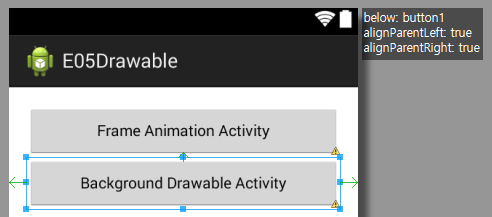 below: button1
alignParentLeft: true
alignParentRight: true
E05Drawable
Frame Animation Activity
Background Drawable Activity